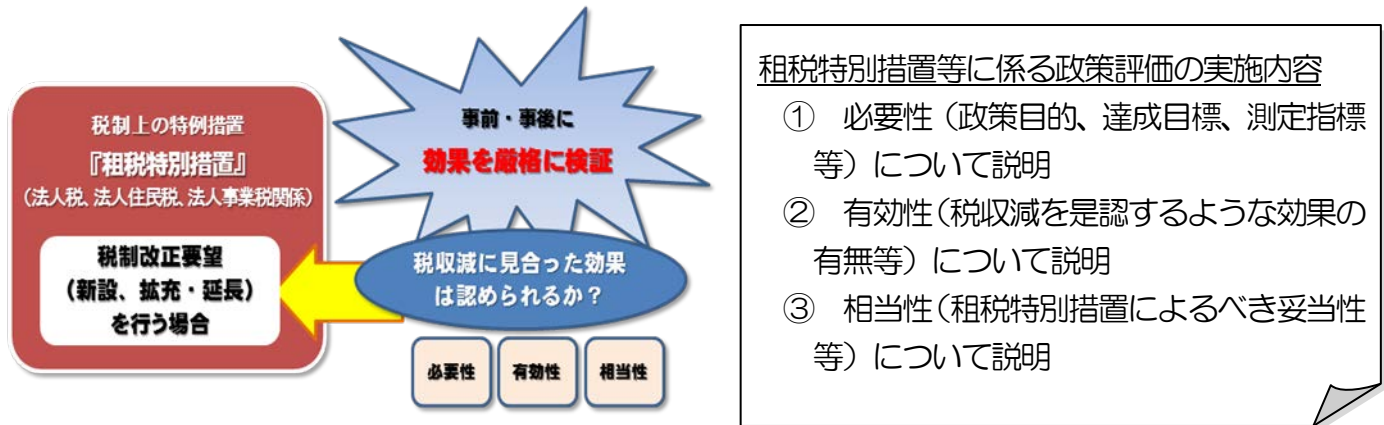 税制上の特例措置
『租税特別措置』
(法人税、法人住民税、法人事業税関係)
税制改正要望
(新設、拡充・延長)
を行う場合
事前・事後に
効果を厳格に検証
税収減に見合った効果
は認められるか?
必要性
有効性
相当性
租税特別措置等に係る政策評価の実施内容
① 必要性(政策目的、達成目標、測定指標
等)について説明
② 有効性(税収減を是認するような効果の
有無等)について説明
③ 相当性(租税特別措置によるべき妥当性
等)について説明